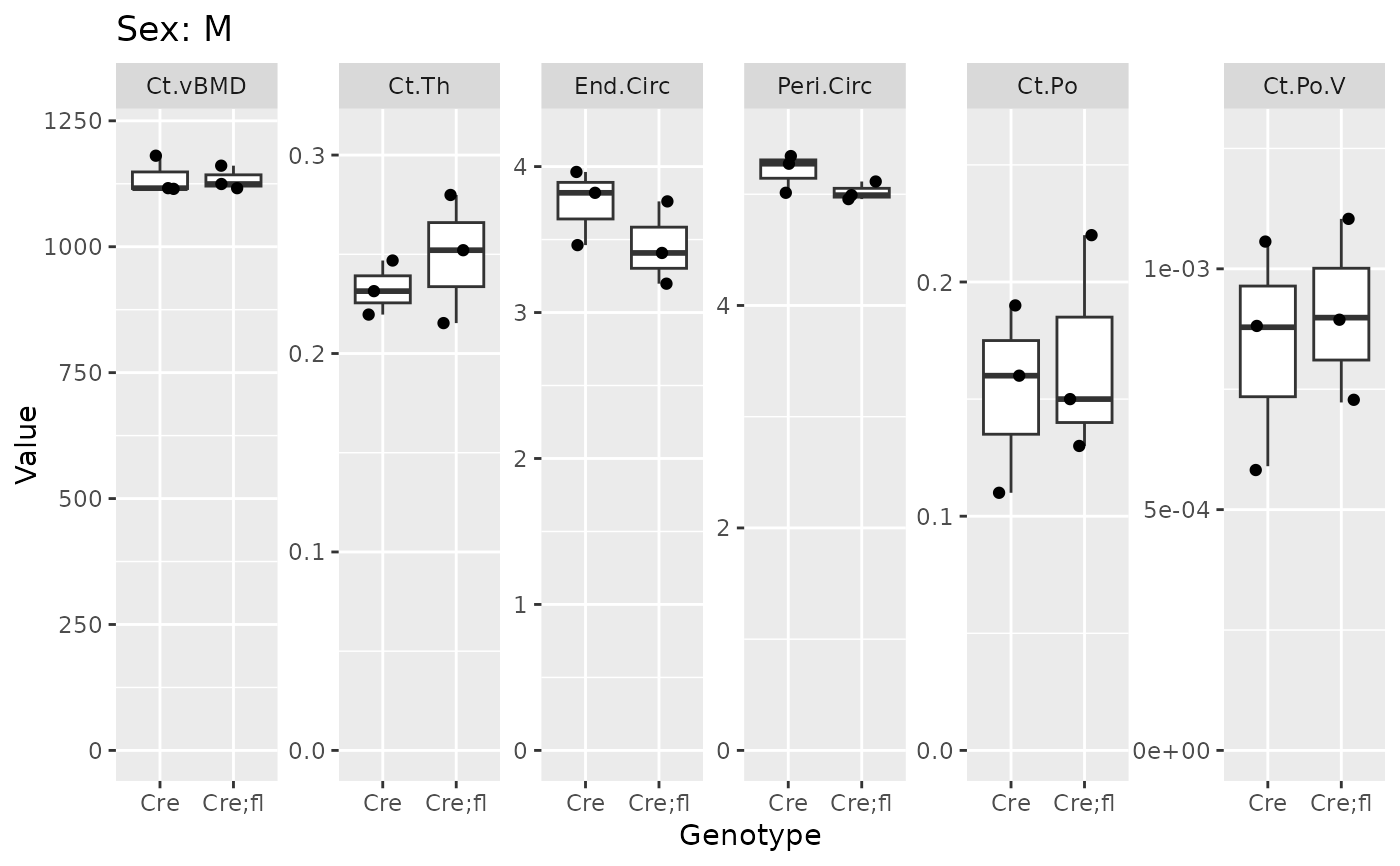 Sex: M
Ct.vBMD Ct.Th End.Circ Peri.Circ Ct.Po Ct.Po.V
1250 1000 750 500 250 0
0.3 0.2 0.1 0.0
4 3 2 1 0
4 2 0
0.2 0.1 0.0
1e-03 5e-04 0e+00
Value
Cre Cre;fl Cre Cre;fl Cre Cre;fl Cre Cre;fl Cre Cre;fl Cre Cre;fl
Genotype